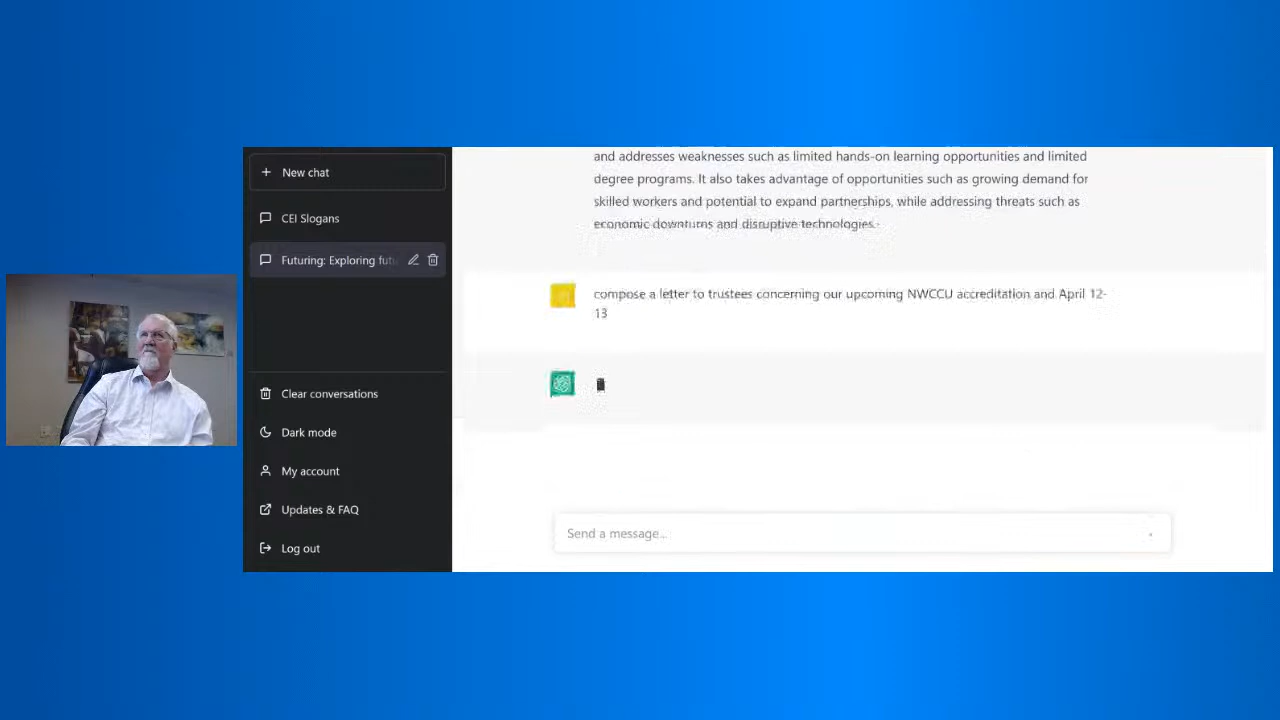 New chat
CEI Slogans
Futuring: Exploring futu
Clear conversations
Dark mode
My account
Updates & FAQ
Log out
and addresses weaknesses such as limited hands-on learning opportunities and limited
degree programs. It also takes advantage of opportunities such as growing demand for
skilled workers and potential to expand partnerships, while addressing threats such as
economic downturns and disruptive technologies.
compose a letter to trustees concerning our upcoming NWCCU accreditation and April 12-
13
Send a message...